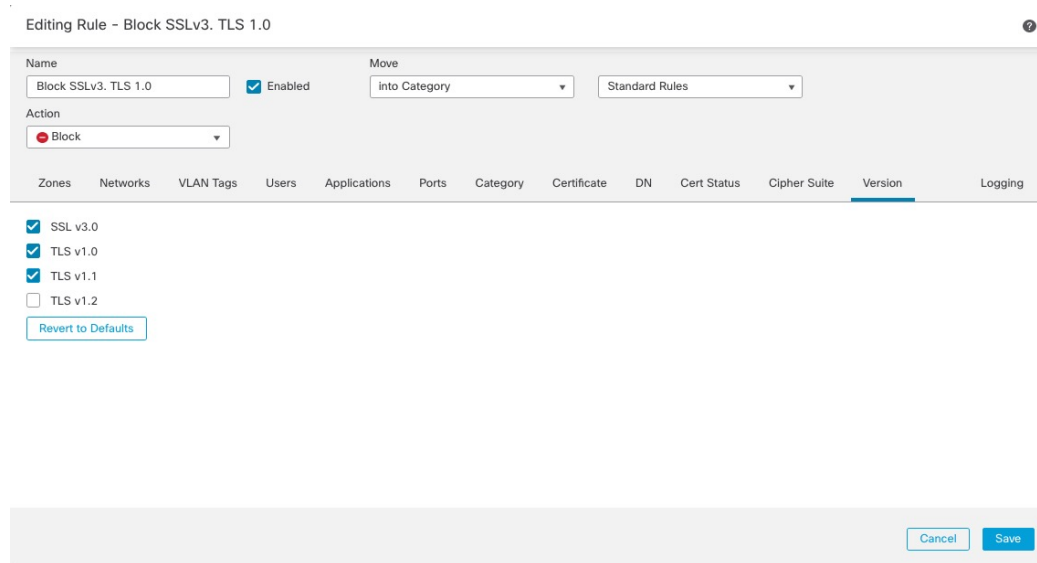 Editing Rule - Block SSLv3. TLS 1.0
Name Move
Block SSLv3. TLS 1.0 Enabled into Category Standard Rules
Action
Block
Zones Networks VLAN Tags Users Applications Ports Category Certificate DN Cert Status Cipher Suite Version Logging
SSL v3.0
TLS v1.0
TLS v1.1
TLS v1.2
Revert to Defaults
Cancel Save